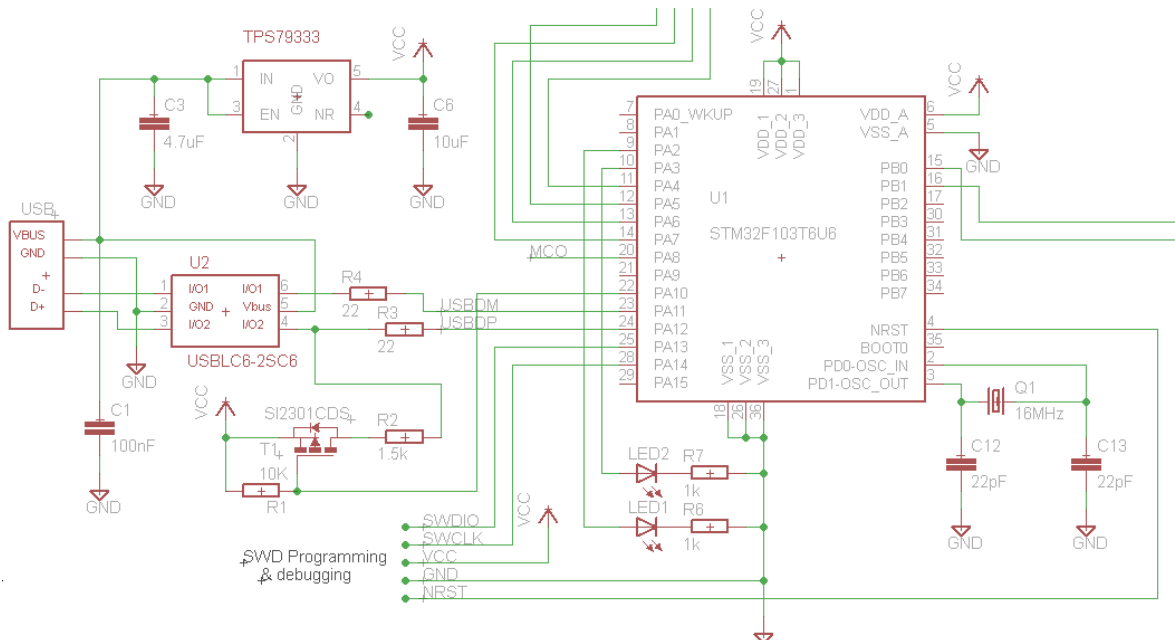 TPS79333
VCC
1 IN VO 5
3 EN NR 4
GND
2
C3
4.7uF
C6
10uF
GND
GND
GND
USB
VBUS
GND
D-
D+
U2
1 I/O1 I/O1 6
2 GND Vbus 5
3 I/O2 I/O2 4
USBLC6-2SC6
GND
R4
22
R3
22
USBDM
USBDP
C1
100nF
GND
VCC
SI2301CDS
T1
R2
1.5k
10K
R1
SWD Programming
& debugging
SWDIO
SWCLK
VCC
GND
NRST
VCC
MCO
VCC
19 27 1
VDD_1 VDD_2 VDD_3
U1
STM32F103T6U6
7 PA0_WKUP
8 PA1
9 PA2
10 PA3
11 PA4
12 PA5
13 PA6
14 PA7
20 PA8
21 PA9
22 PA10
23 PA11
24 PA12
25 PA13
28 PA14
29 PA15
VDD_A 6
VSS_A 5
PB0 15
PB1 16
PB2 17
PB3 30
PB4 31
PB5 32
PB6 33
PB7 34
NRST 4
BOOT0 35
PD0-OSC_IN 2
PD1-OSC_OUT 3
VSS_1 VSS_2 VSS_3
18 26 36
VCC
GND
Q1
16MHz
C12
22pF
C13
22pF
GND
GND
LED2
R7
1k
LED1
R6
1k